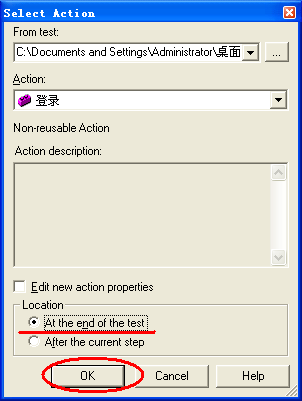 Select Action
From test:
C:\Documents and Settings\Administrator\桌面
...
Action:
登录
Non-reusable Action
Action description:
Edit new action properties
Location
At the end of the test
After the current step
OK Cancel Help